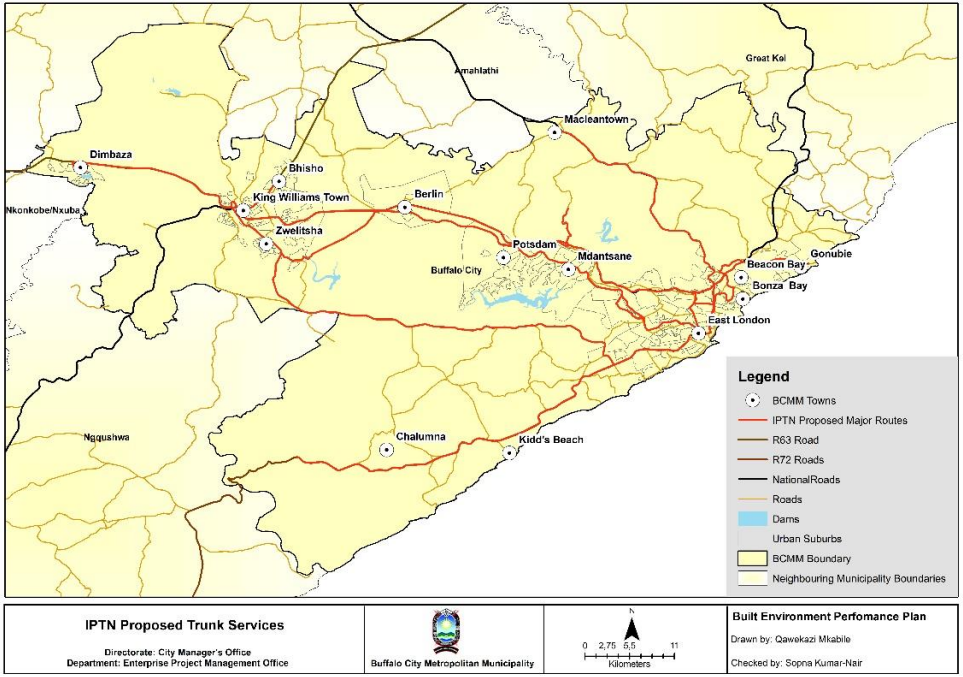 Great Kei
Amahlathi
Macleantown
Dimbaza
Bhisho
King Williams Town
Berlin
Nkonkobe/Nxuba
Zwelitsha
Potsdam
Buffalo City
Mdantsane
Gonubie
Beacon Bay
Bonza Bay
East London
Ngqushwa
Chalumna
Kidd's Beach
Legend
BCMM Towns
IPTN Proposed Major Routes
R63 Road
R72 Roads
NationalRoads
Roads
Dams
Urban Suburbs
BCMM Boundary
Neighbouring Municipality Boundaries
IPTN Proposed Trunk Services
Directorate: City Manager's Office
Department: Enterprise Project Management Office
Buffalo City Metropolitan Municipality
N
0 2,75 5,5 11
Kilometers
Built Environment Perfomance Plan
Drawn by: Qawekazi Mkabile
Checked by: Sopna Kumar-Nair